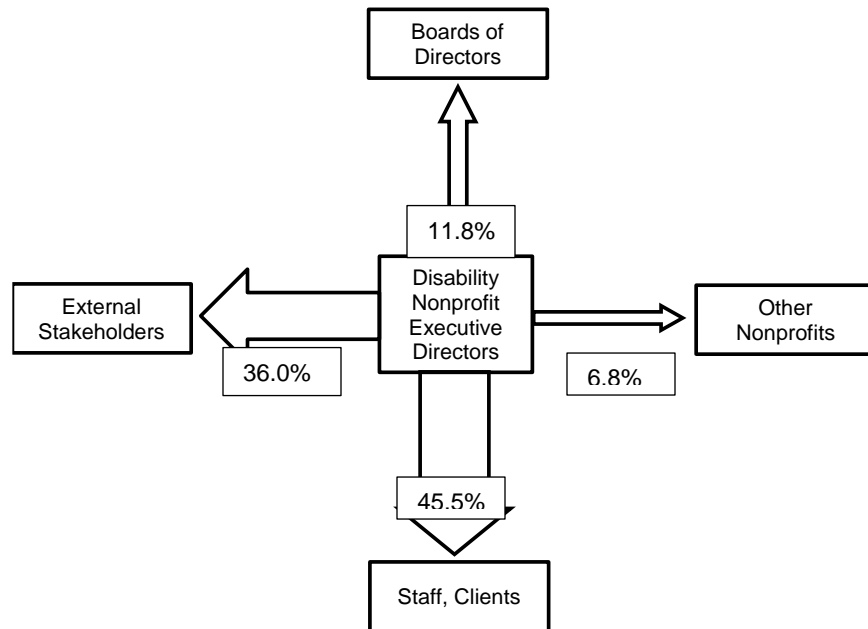 Boards of
Directors
11.8%
Disability
Nonprofit
Executive
Directors
External
Stakeholders
Other
Nonprofits
36.0%
6.8%
45.5%
Staff, Clients